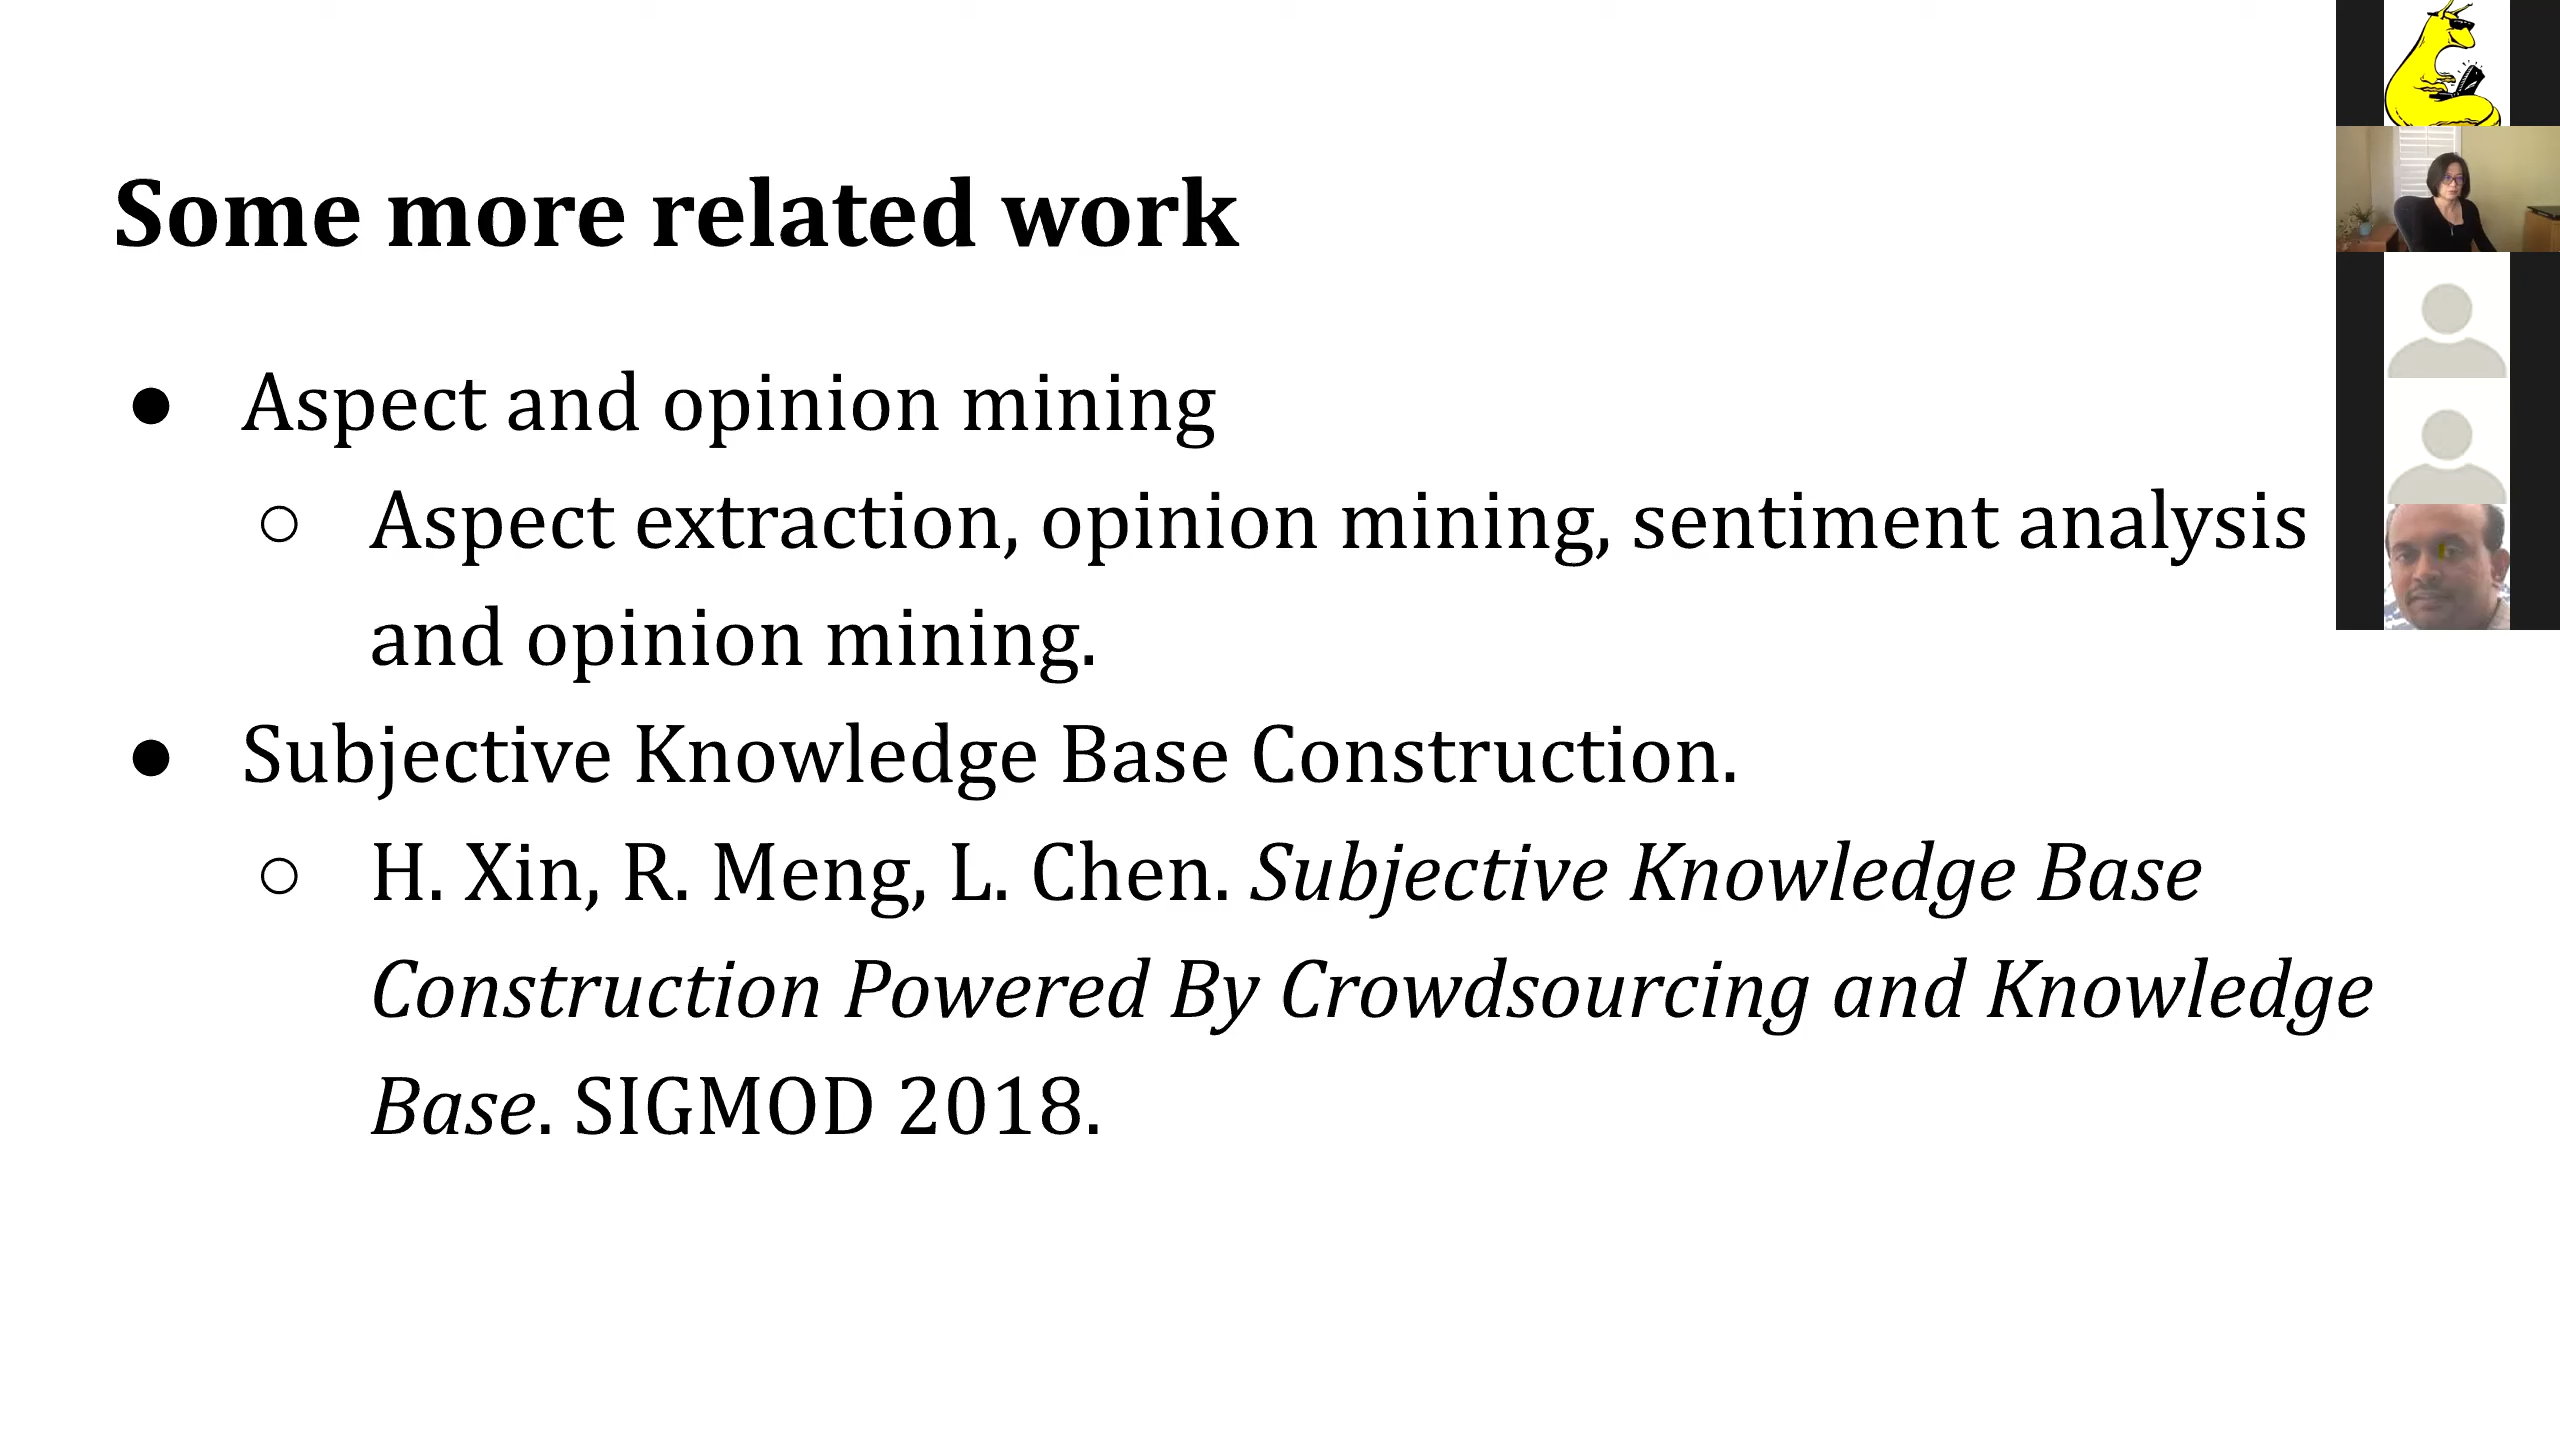 Some more related work
● Aspect and opinion mining
○ Aspect extraction, opinion mining, sentiment analysis
and opinion mining.
● Subjective Knowledge Base Construction.
○ H. Xin, R. Meng, L. Chen. Subjective Knowledge Base
Construction Powered By Crowdsourcing and Knowledge
Base. SIGMOD 2018.